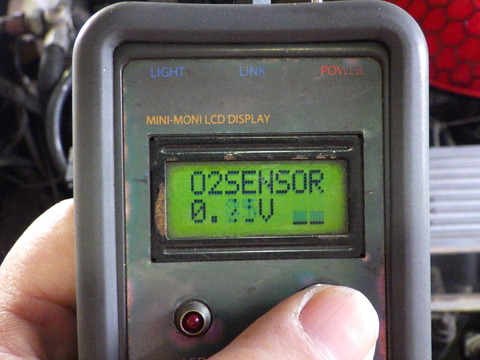 LIGHT LINK POWER
MINI-MONI LCD DISPLAY
O2SENSOR